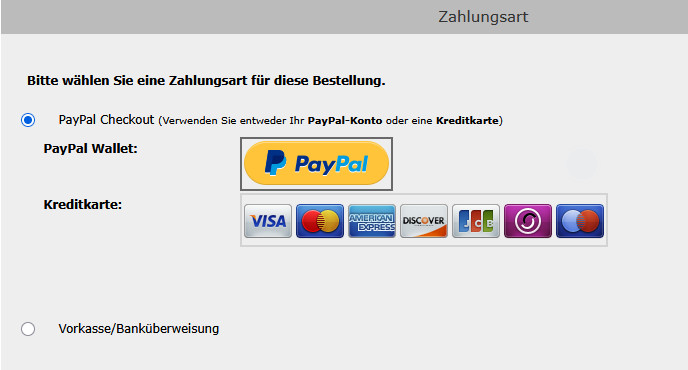 Zahlungsart
Bitte wählen Sie eine Zahlungsart für diese Bestellung.
PayPal Checkout (Verwenden Sie entweder Ihr PayPal-Konto oder eine Kreditkarte)
PayPal Wallet: PayPal
Kreditkarte: VISA AMERICAN EXPRESS DISCOVER JCB
Vorkasse/Banküberweisung